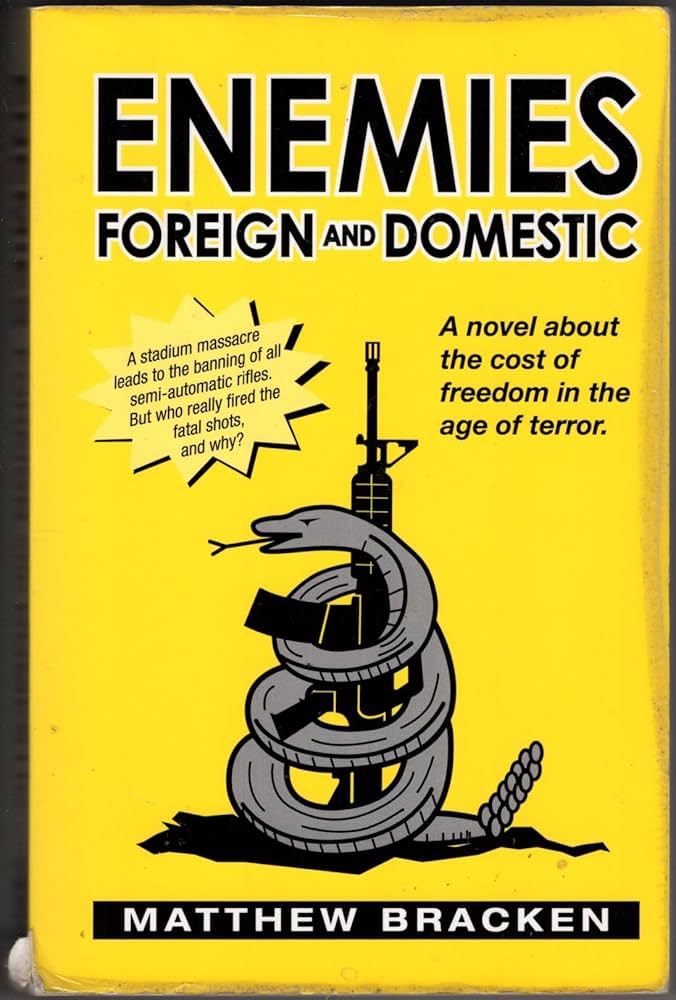 ENEMIES
FOREIGN AND DOMESTIC
A stadium massacre
leads to the banning of all
semi-automatic rifles.
But who really fired the
fatal shots,
and why?
A novel about
the cost of
freedom in the
age of terror.
MATTHEW BRACKEN